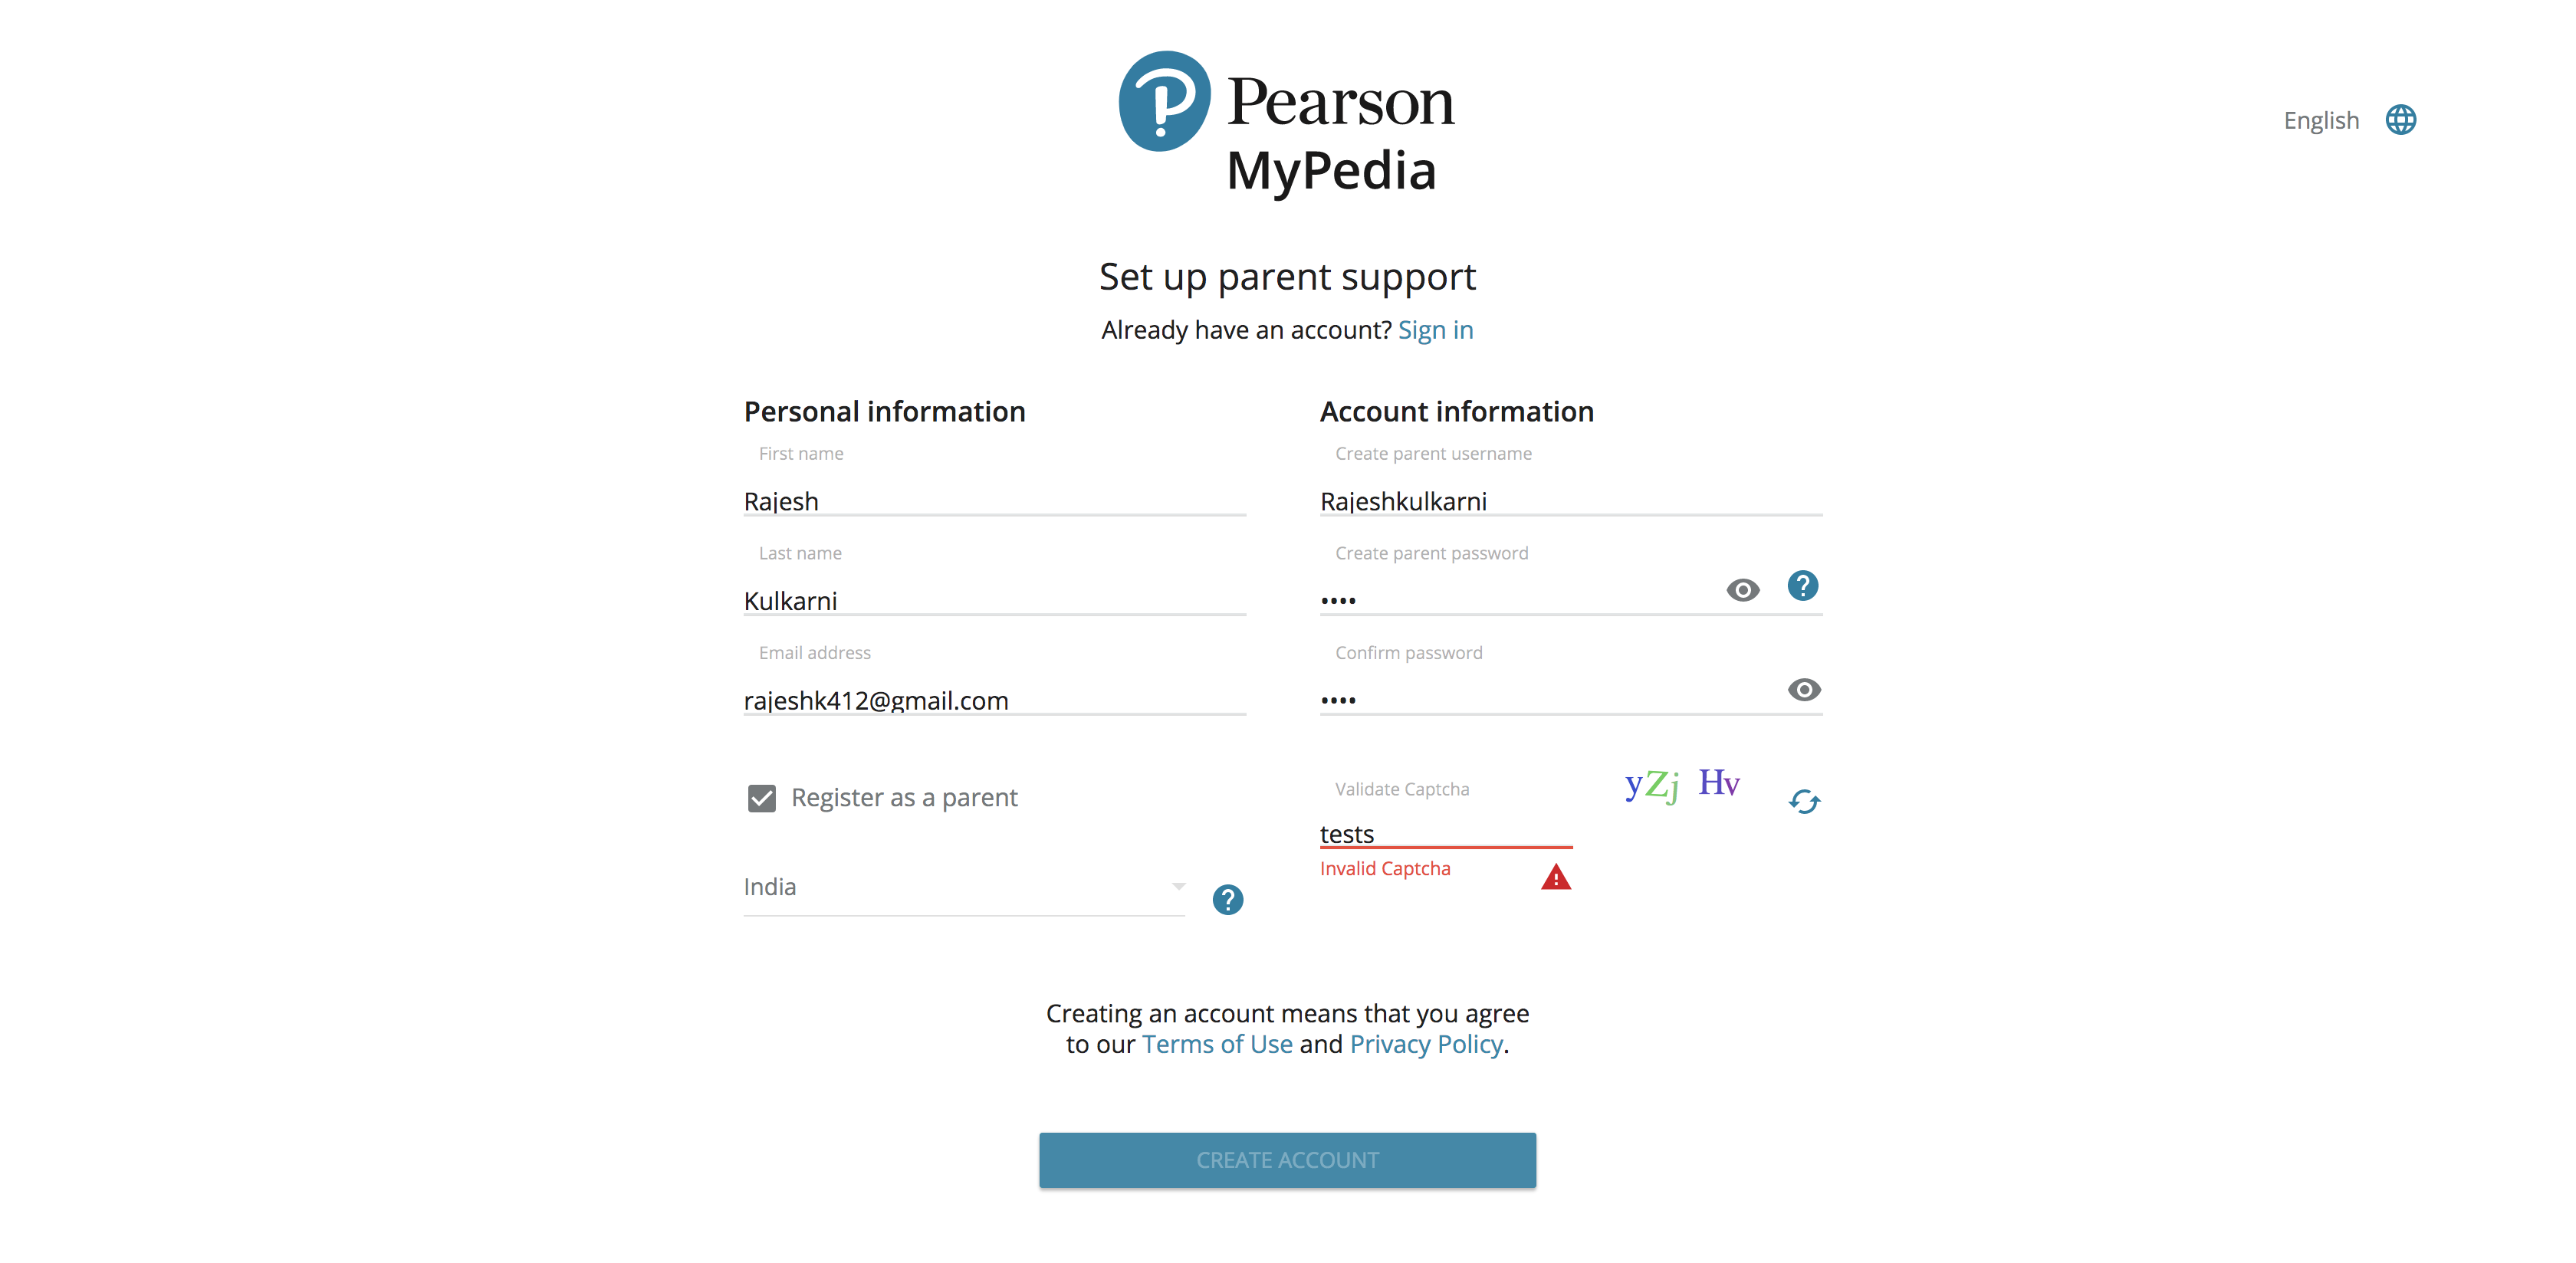 Pearson
MyPedia
English
Set up parent support
Already have an account? Sign in
Personal information
First name
Rajesh
Last name
Kulkarni
Email address
rajeshk412@gmail.com
Register as a parent
India
Account information
Create parent username
Rajeshkulkarni
Create parent password
••••
Confirm password
••••
Validate Captcha
yZj Hv
tests
Invalid Captcha
Creating an account means that you agree
to our Terms of Use and Privacy Policy.
CREATE ACCOUNT